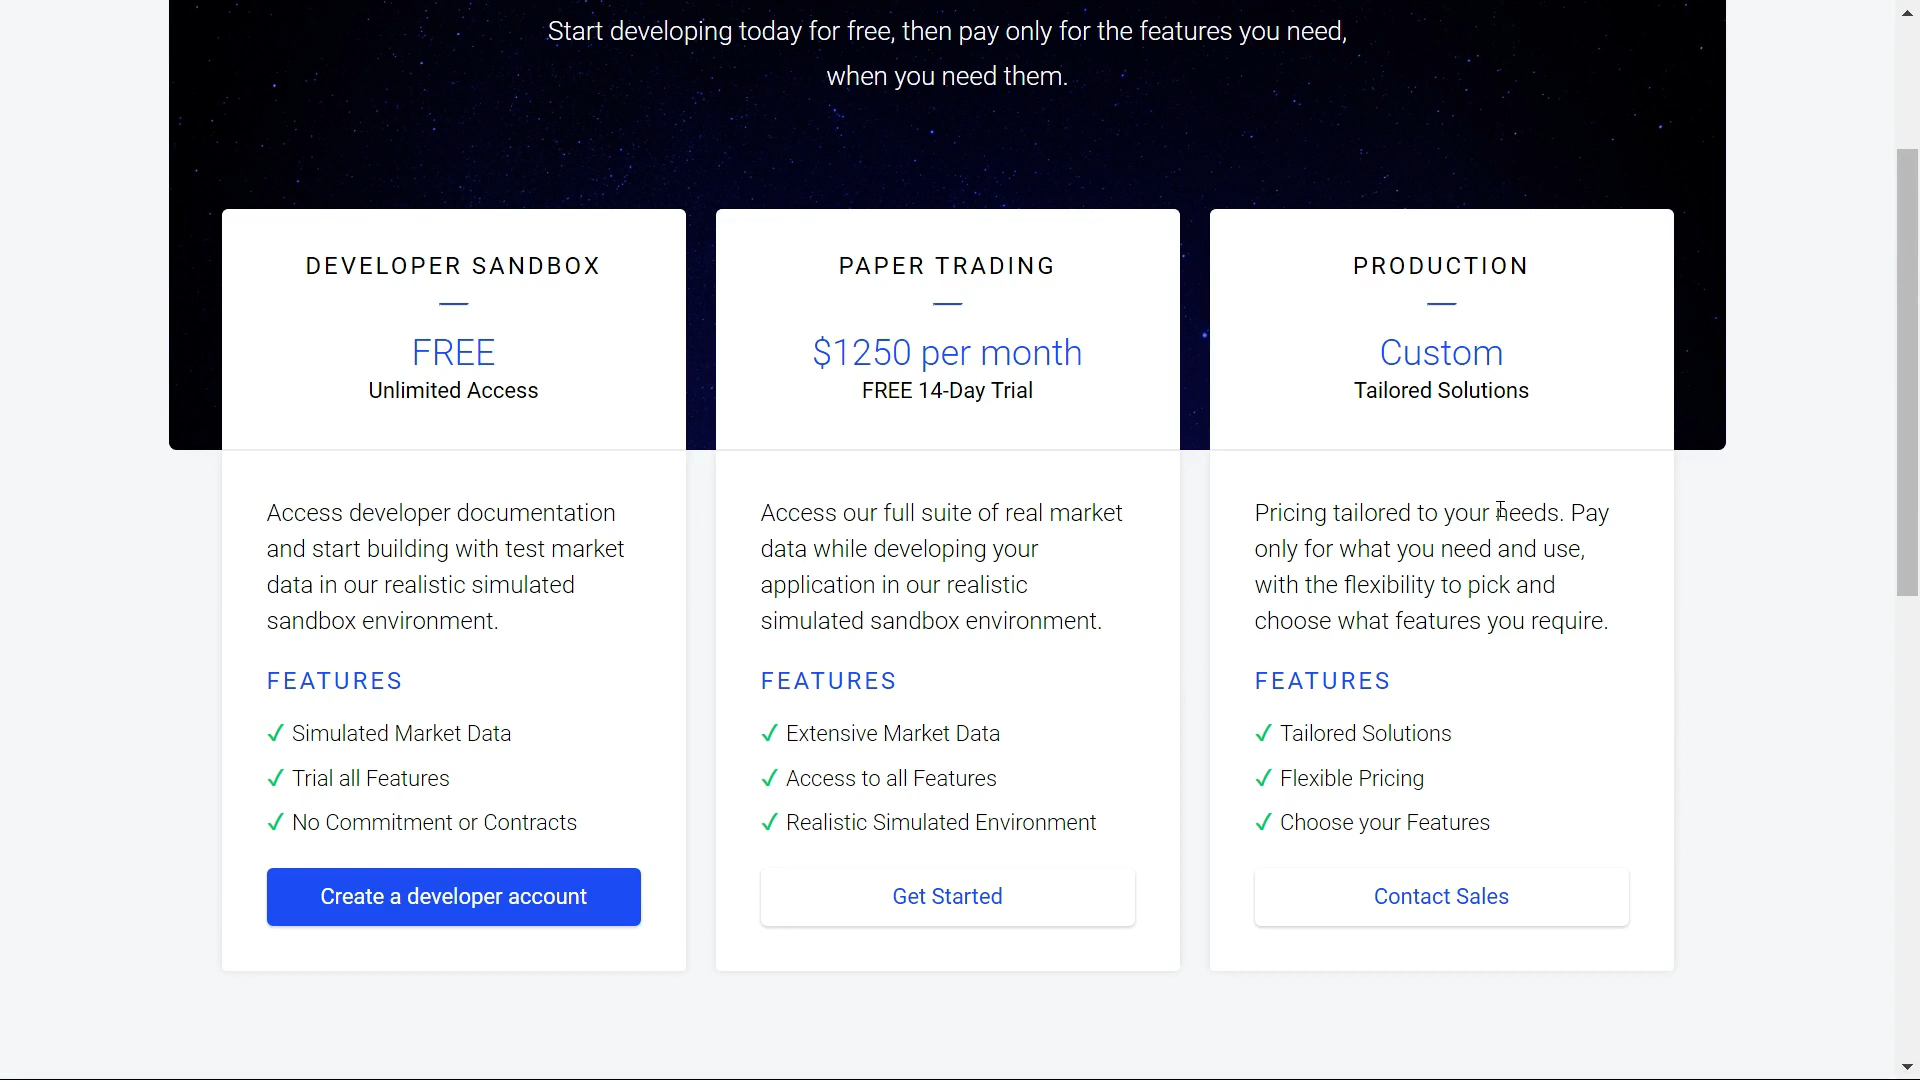 Start developing today for free, then pay only for the features you need,
when you need them.
DEVELOPER SANDBOX
FREE
Unlimited Access
Access developer documentation
and start building with test market
data in our realistic simulated
sandbox environment.
FEATURES
✓ Simulated Market Data
✓ Trial all Features
✓ No Commitment or Contracts
Create a developer account
PAPER TRADING
$1250 per month
FREE 14-Day Trial
Access our full suite of real market
data while developing your
application in our realistic
simulated sandbox environment.
FEATURES
✓ Extensive Market Data
✓ Access to all Features
✓ Realistic Simulated Environment
Get Started
PRODUCTION
Custom
Tailored Solutions
Pricing tailored to your needs. Pay
only for what you need and use,
with the flexibility to pick and
choose what features you require.
FEATURES
✓ Tailored Solutions
✓ Flexible Pricing
✓ Choose your Features
Contact Sales